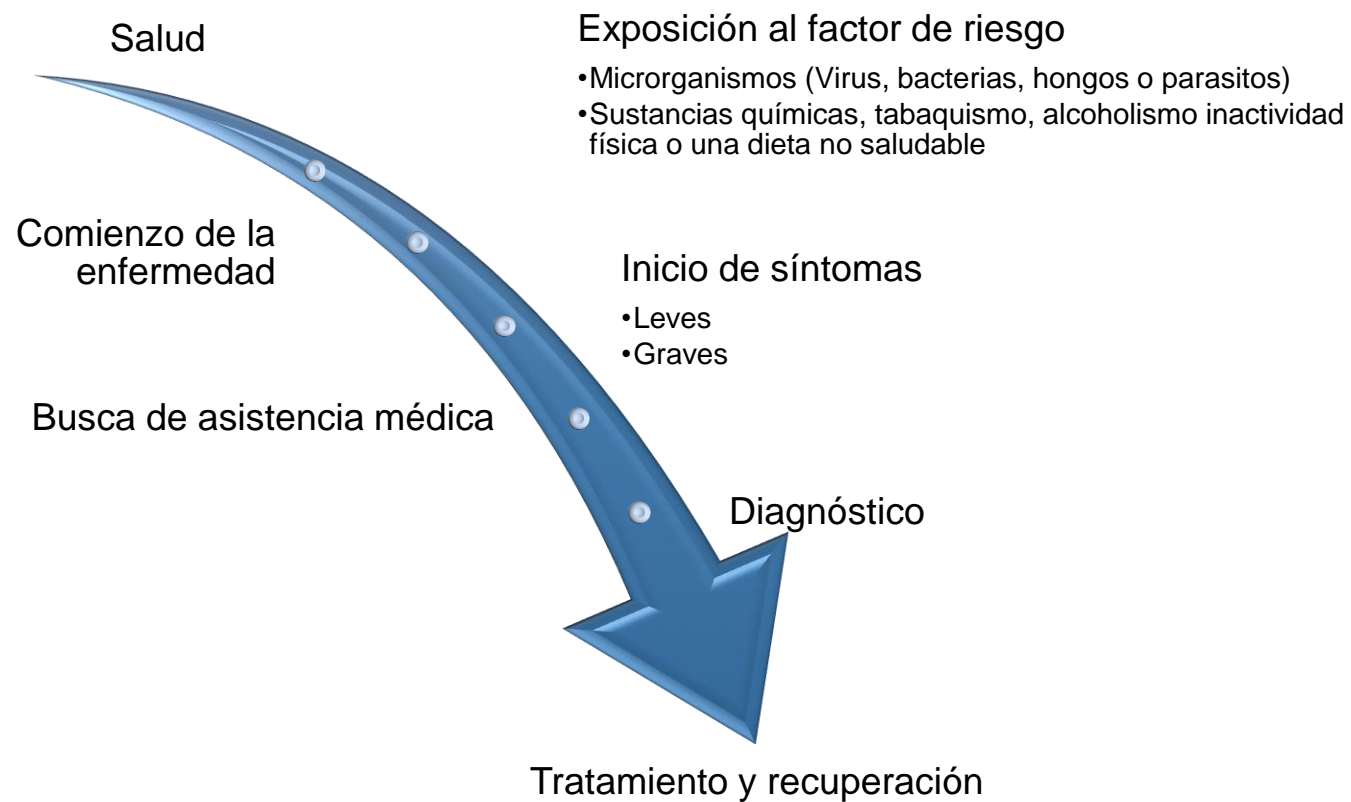 Salud
Exposición al factor de riesgo
•Microrganismos (Virus, bacterias, hongos o parasitos)
•Sustancias químicas, tabaquismo, alcoholismo inactividad
física o una dieta no saludable
Comienzo de la
enfermedad
Inicio de síntomas
•Leves
•Graves
Busca de asistencia médica
Diagnóstico
Tratamiento y recuperación